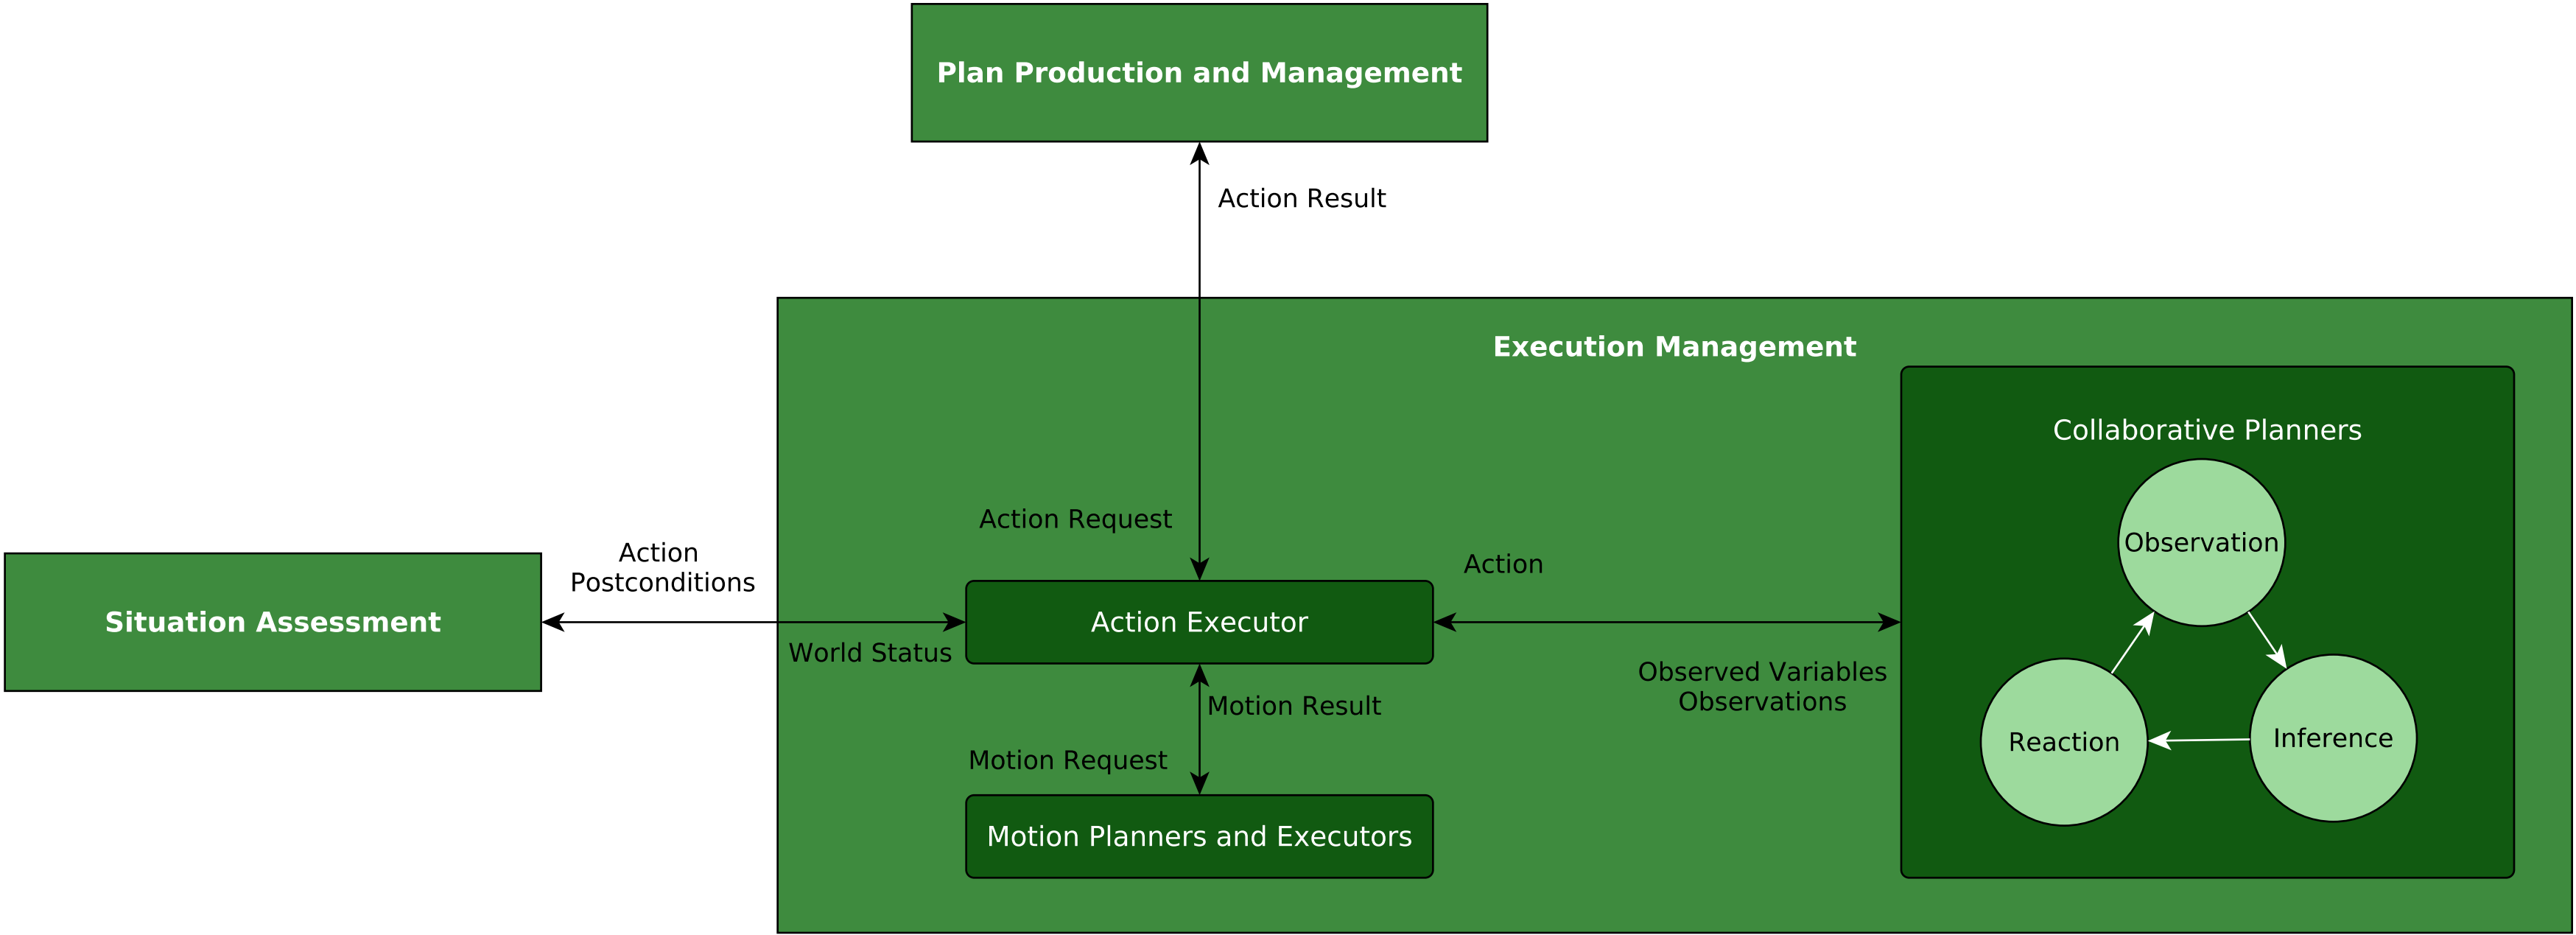 Plan Production and Management
Action Result
Execution Management
Collaborative Planners
Action Request
Observation
Action
Postconditions
Action
Situation Assessment
Action Executor
World Status
Observed Variables
Observations
Motion Result
Reaction
Inference
Motion Request
Motion Planners and Executors